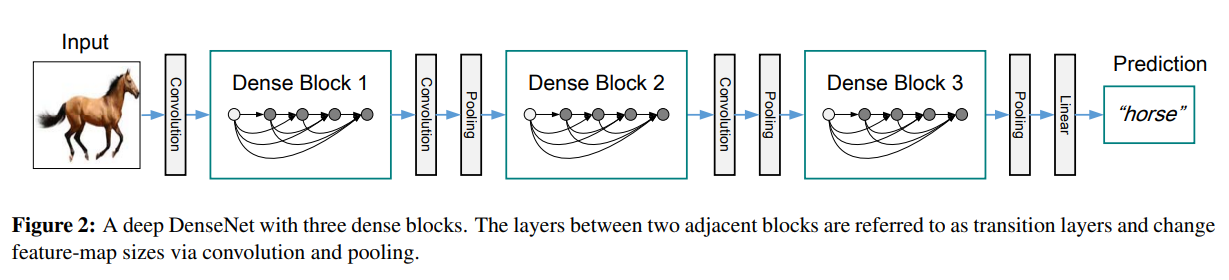 Input
Prediction
Convolution
Dense Block 1
Convolution
Pooling
Dense Block 2
Convolution
Pooling
Dense Block 3
Pooling
Linear
“horse”
Figure 2: A deep DenseNet with three dense blocks. The layers between two adjacent blocks are referred to as transition layers and change
feature-map sizes via convolution and pooling.